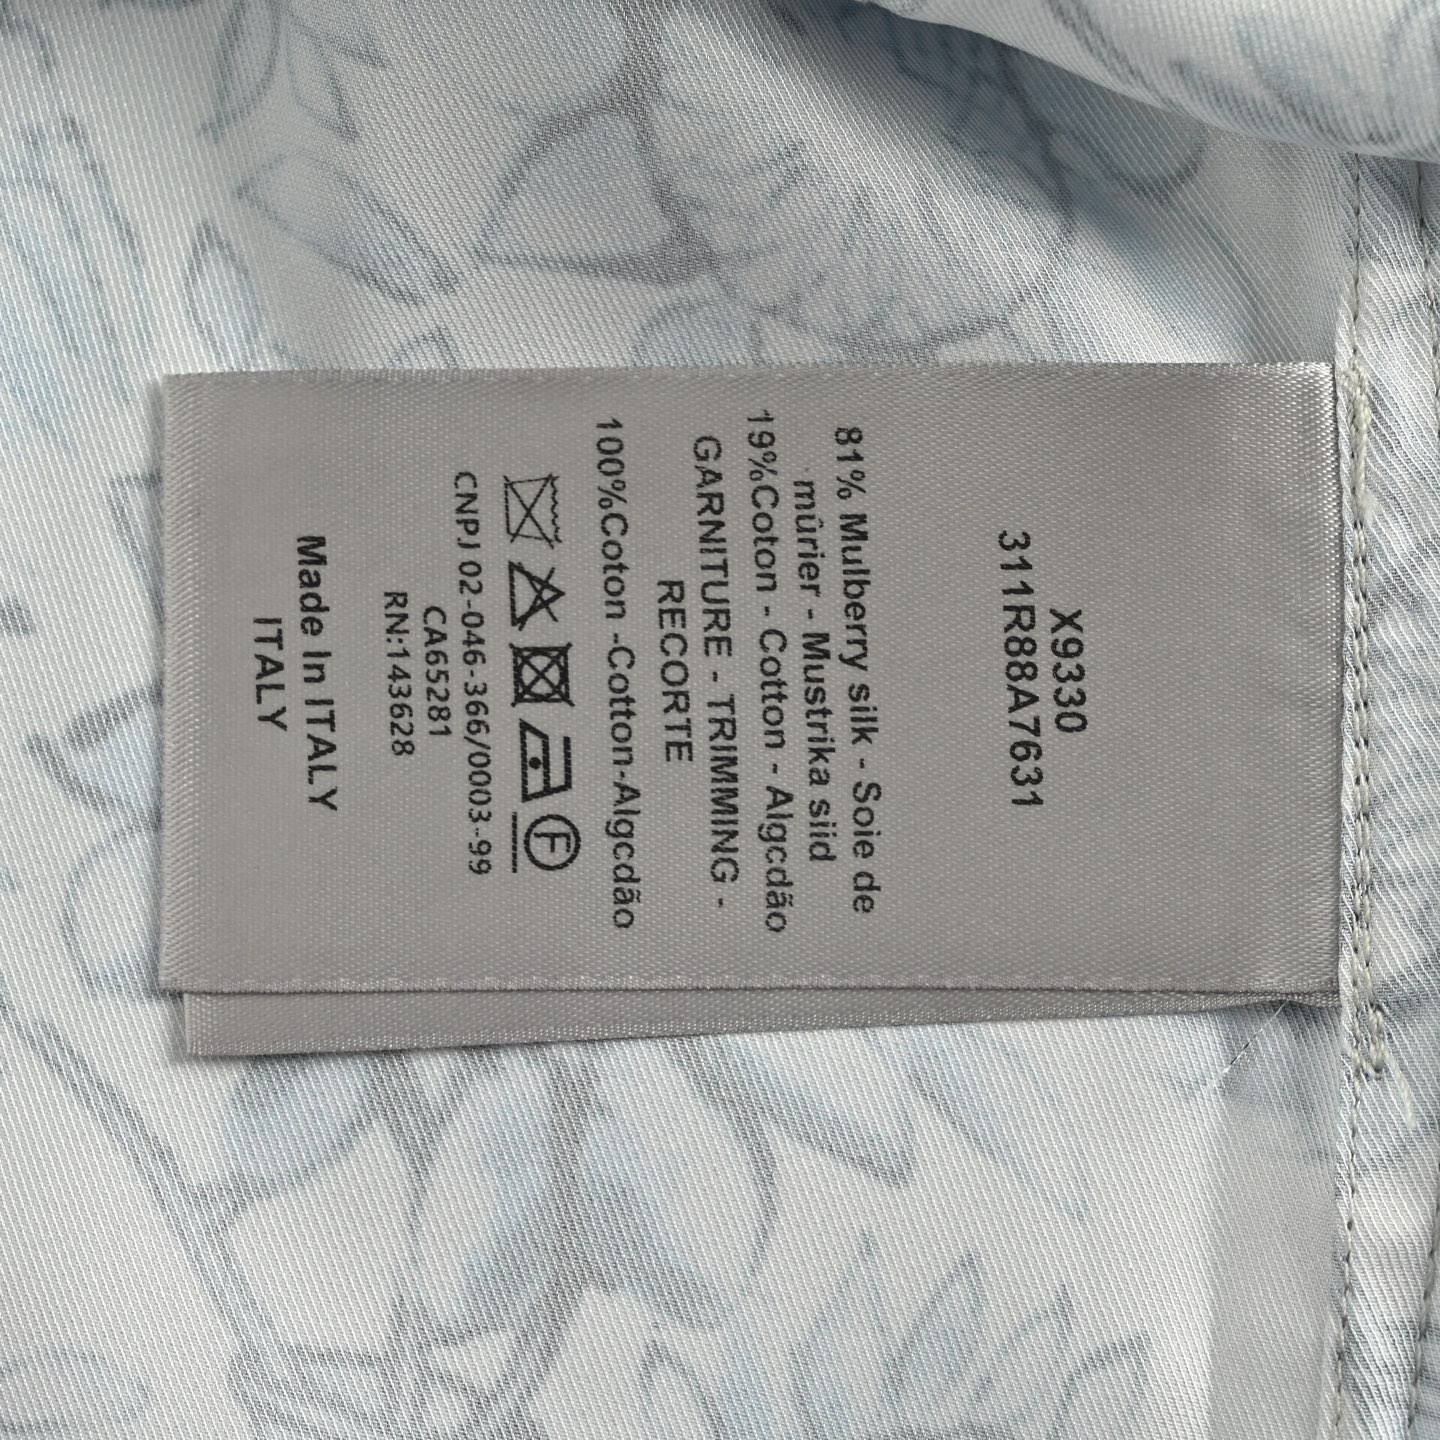 X9330
311R88A7631
81% Mulberry silk - Soie de
mûrier - Mustrika siid
19%Coton - Cotton - Algcdão
GARNITURE - TRIMMING -
RECORTE
100%Coton -Cotton-Algcdão
F
CNPJ 02-046-366/0003-99
CA65281
RN:143628
Made In ITALY
ITALY